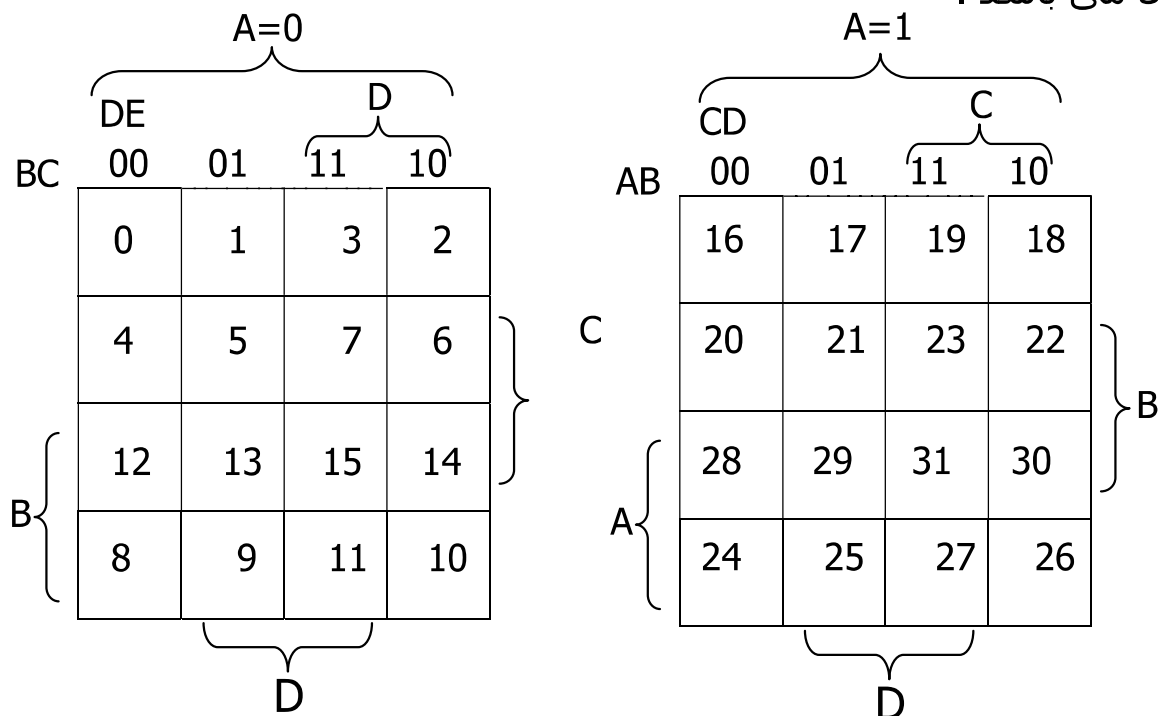 A=0
DE
D
BC 00 01 11 10
0 1 3 2
4 5 7 6
C
12 13 15 14
B
8 9 11 10
D
A=1
CD
C
AB 00 01 11 10
16 17 19 18
20 21 23 22
B
28 29 31 30
A
24 25 27 26
D